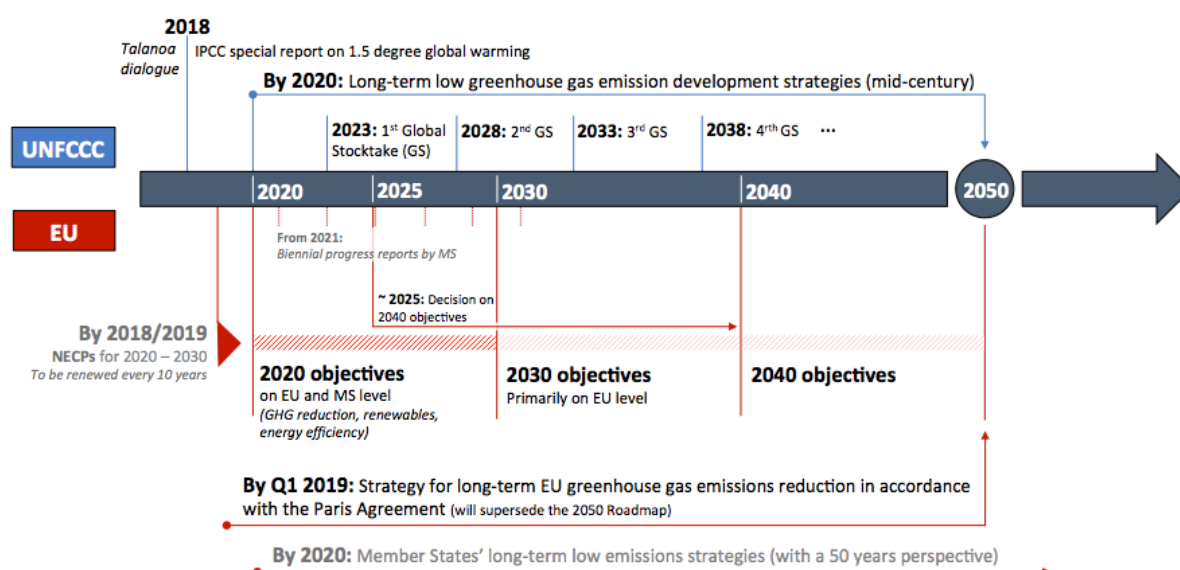 2018
Talanoa
dialogue
IPCC special report on 1.5 degree global warming
By 2020: Long-term low greenhouse gas emission development strategies (mid-century)
UNFCCC
2023: 1st Global
Stocktake (GS)
2028: 2nd GS
2033: 3rd GS
2038: 4rth GS
...
2020
2025
2030
2040
2050
EU
From 2021:
Biennial progress reports by MS
~ 2025: Decision on
2040 objectives
By 2018/2019
NECPs for 2020 – 2030
To be renewed every 10 years
2020 objectives
on EU and MS level
(GHG reduction, renewables,
energy efficiency)
2030 objectives
Primarily on EU level
2040 objectives
By Q1 2019: Strategy for long-term EU greenhouse gas emissions reduction in accordance
with the Paris Agreement (will supersede the 2050 Roadmap)
By 2020: Member States' long-term low emissions strategies (with a 50 years perspective)